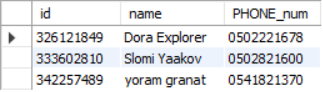 id name PHONE_num
326121849 Dora Explorer 0502221678
333602810 Slomi Yaakov 0502821600
342257489 yoram granat 0541821370